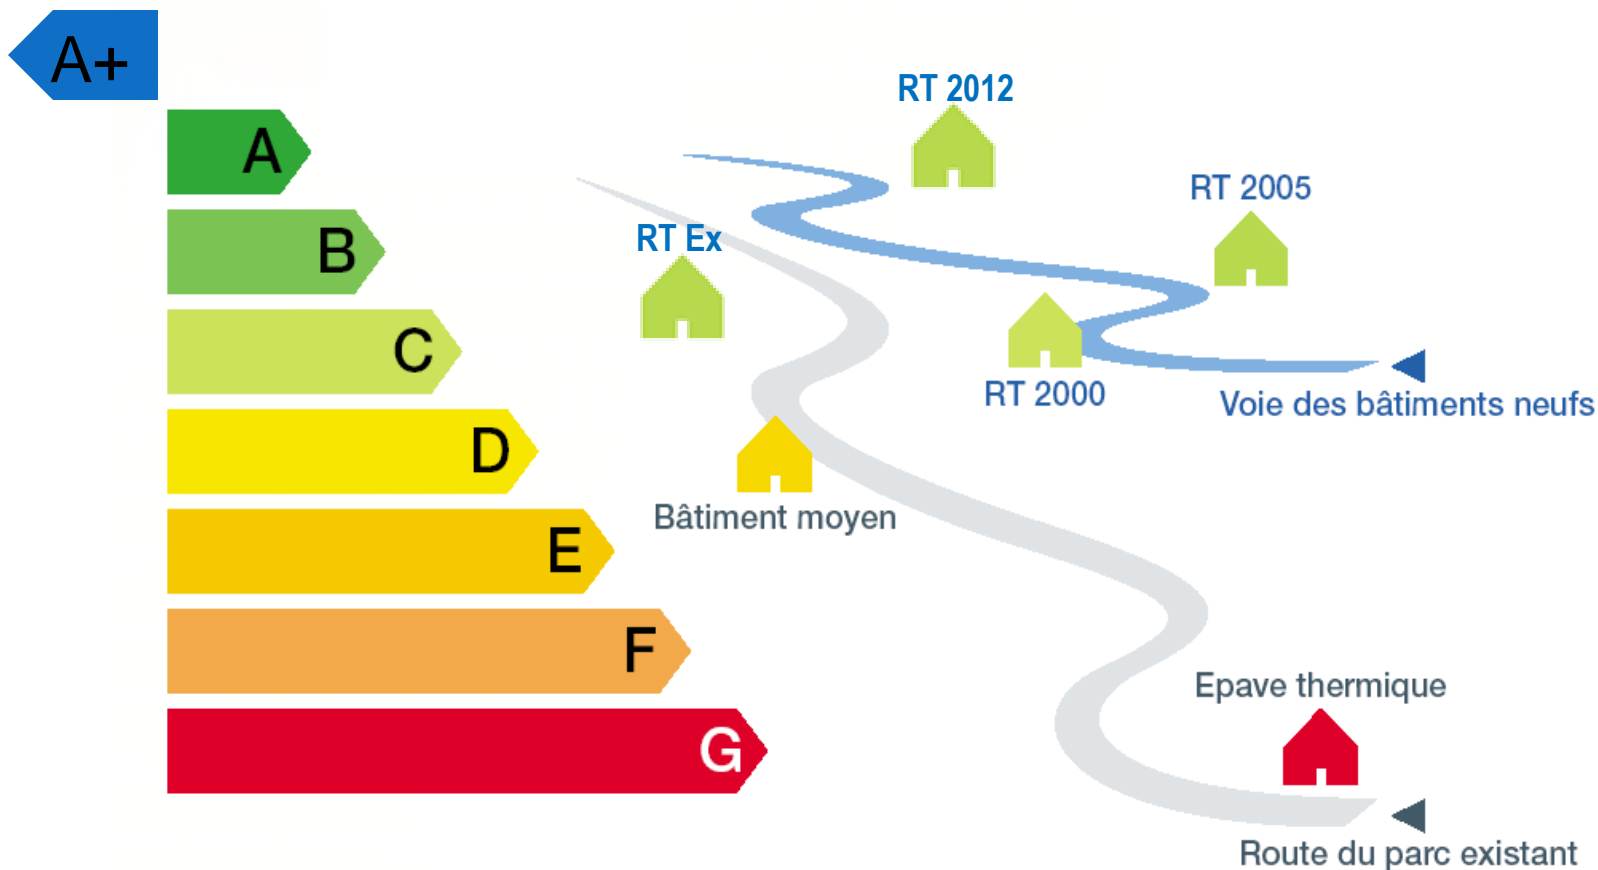 A+
A
B
C
D
E
F
G
RT 2012
RT 2005
RT Ex
RT 2000
Voie des bâtiments neufs
Bâtiment moyen
Epave thermique
Route du parc existant